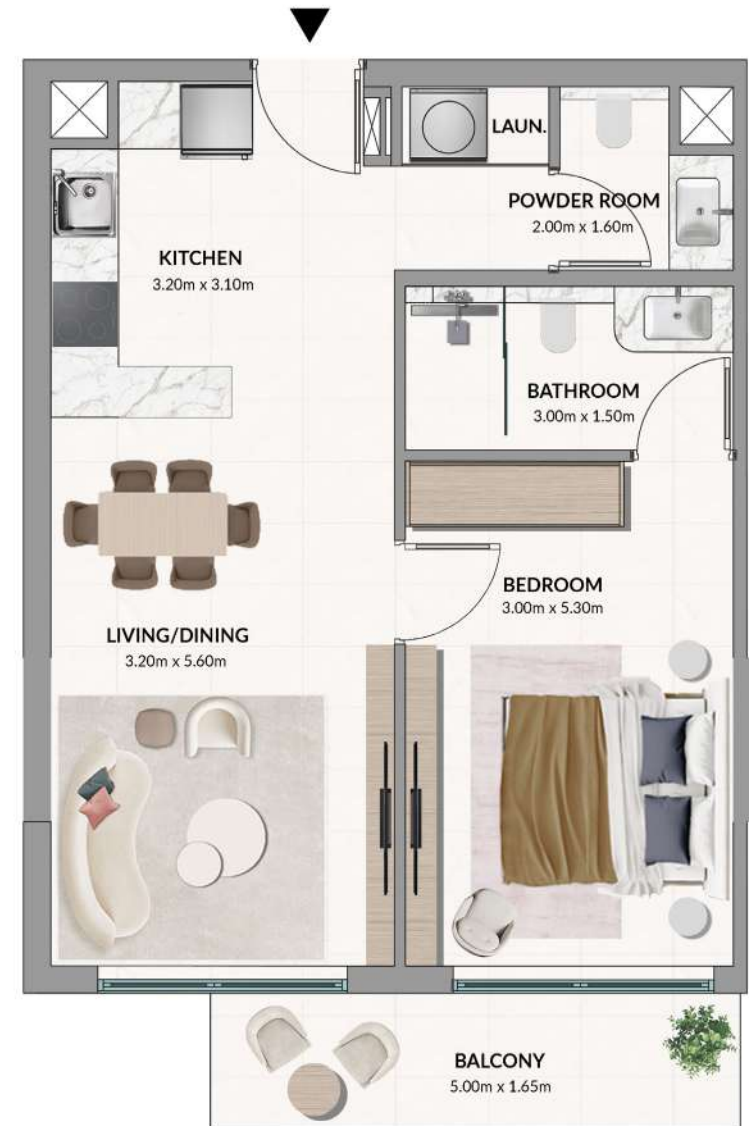 LAUN.
POWDER ROOM
2.00m x 1.60m
KITCHEN
3.20m x 3.10m
BATHROOM
3.00m x 1.50m
BEDROOM
3.00m x 5.30m
LIVING/DINING
3.20m x 5.60m
BALCONY
5.00m x 1.65m